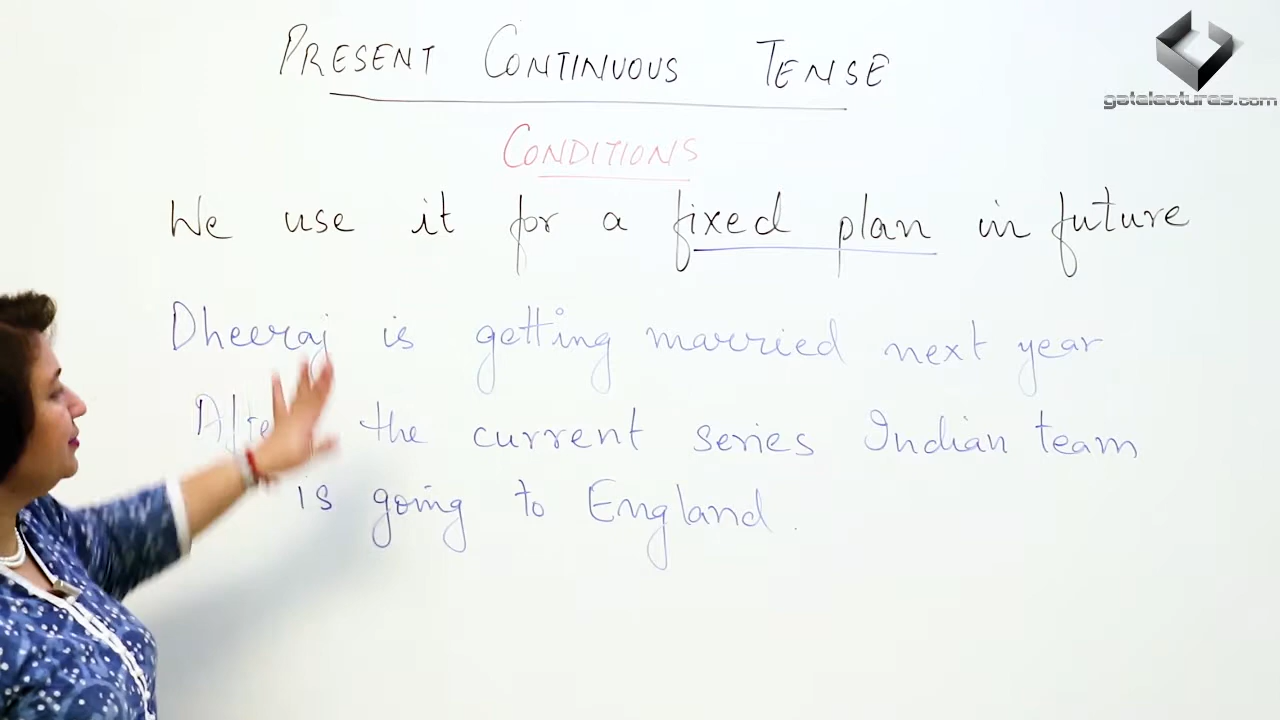 PRESENT CONTINUOUS TENSE
gatelectures.com
CONDITIONS
We use it for a fixed plan in future
Dheeraj is getting married next year
After the current series Indian team
is going to England.